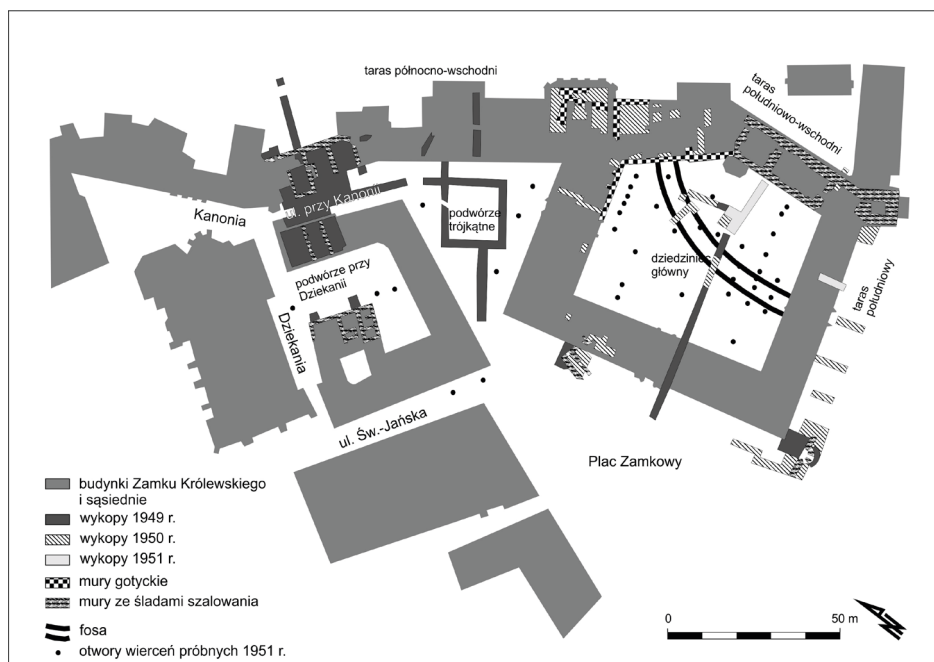 taras północno-wschodni
taras
południowo-wschodni
Kanonia
ul. przy Kanonii
podwórze
trójkątne
dziedziniec
główny
podwórze przy
Dziekanii
Dziekania
taras
południowy
ul. Św.-Jańska
Plac Zamkowy
budynki Zamku Królewskiego
i sąsiednie
wykopy 1949 r.
wykopy 1950 r.
wykopy 1951 r.
mury gotyckie
mury ze śladami szalowania
fosa
otwory wierceń próbnych 1951 r.
0 50 m
N